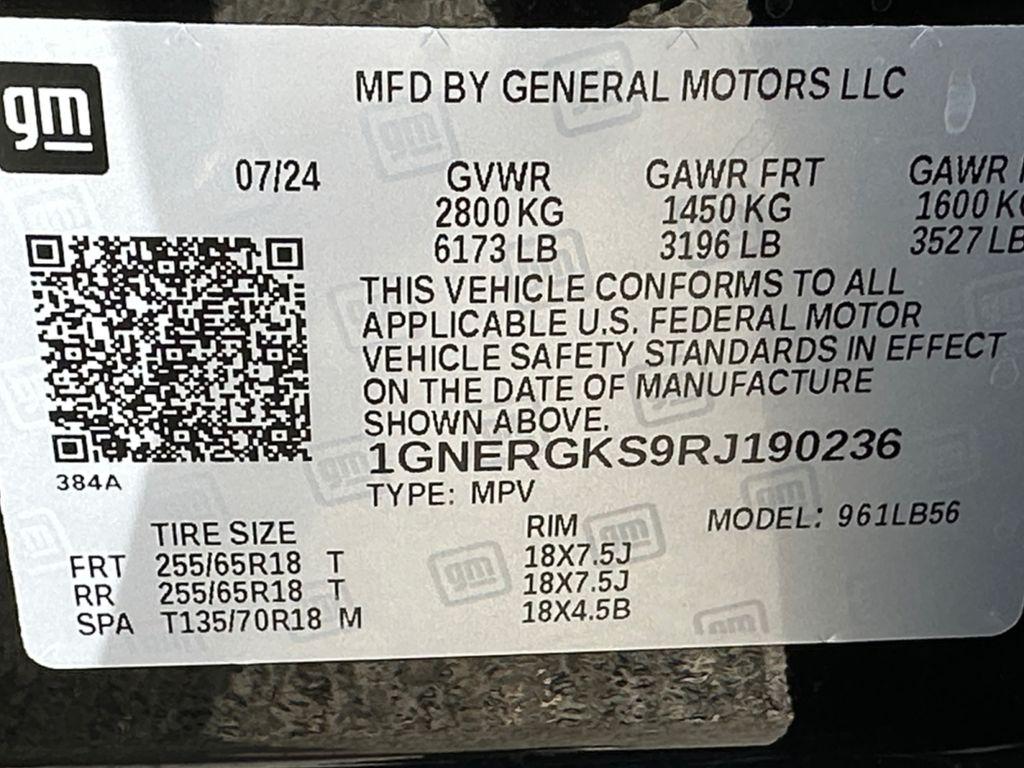 gm
MFD BY GENERAL MOTORS LLC
07/24 GVWR GAWR FRT GAWR
2800 KG 1450 KG 1600
6173 LB 3196 LB 3527 LB
THIS VEHICLE CONFORMS TO ALL
APPLICABLE U.S. FEDERAL MOTOR
VEHICLE SAFETY STANDARDS IN EFFECT
ON THE DATE OF MANUFACTURE
SHOWN ABOVE.
1GNERGKS9RJ190236
384A
TYPE: MPV
MODEL: 961LB56
TIRE SIZE RIM
FRT 255/65R18 T 18X7.5J
RR 255/65R18 T 18X7.5J
SPA T135/70R18 M 18X4.5B